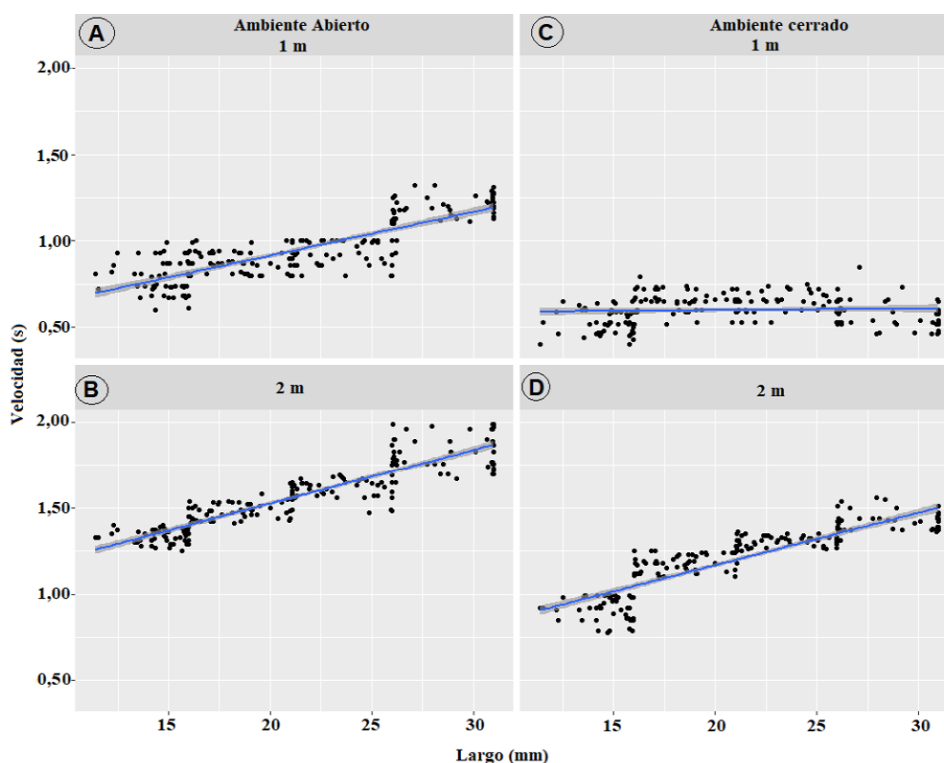 A
Ambiente Abierto
1 m
C
Ambiente cerrado
1 m
2,00
1,50
1,00
0,50
B
2 m
D
2 m
2,00
1,50
1,00
0,50
Velocidad (s)
15 20 25 30 15 20 25 30
Largo (mm)